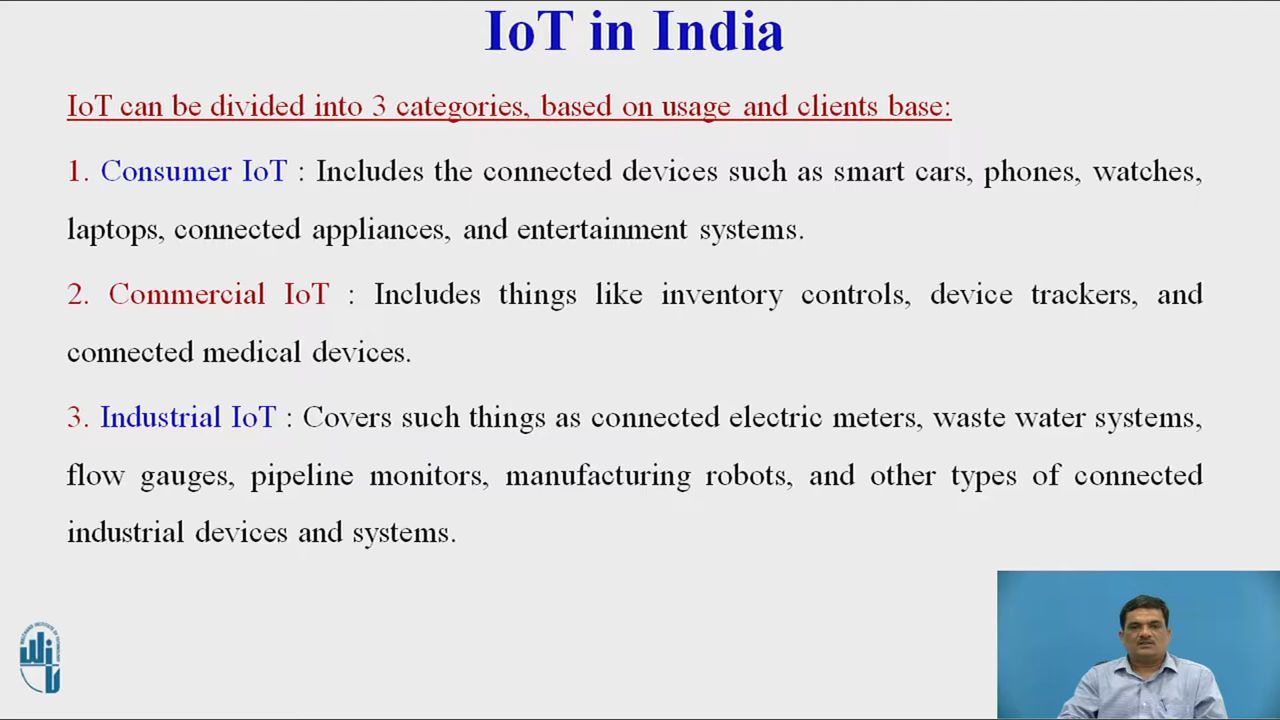 IoT in India
IoT can be divided into 3 categories, based on usage and clients base:
1. Consumer IoT : Includes the connected devices such as smart cars, phones, watches,
laptops, connected appliances, and entertainment systems.
2. Commercial IoT : Includes things like inventory controls, device trackers, and
connected medical devices.
3. Industrial IoT : Covers such things as connected electric meters, waste water systems,
flow gauges, pipeline monitors, manufacturing robots, and other types of connected
industrial devices and systems.